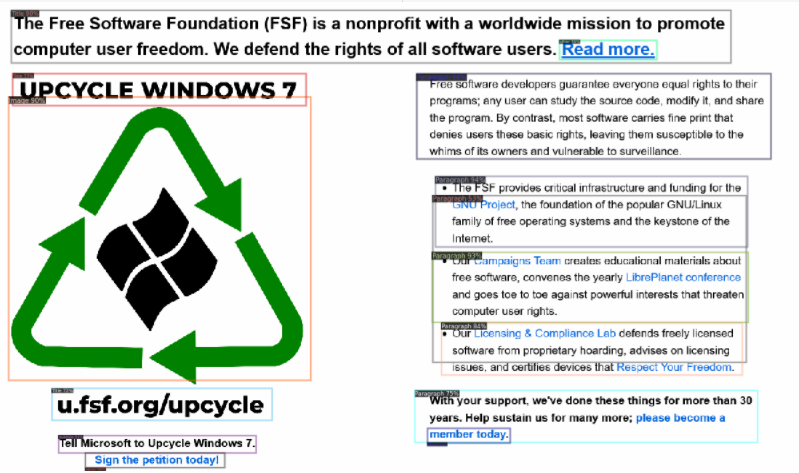 The Free Software Foundation (FSF) is a nonprofit with a worldwide mission to promote
computer user freedom. We defend the rights of all software users. Read more.
UPCYCLE WINDOWS 7
u.fsf.org/upcycle
Tell Microsoft to Upcycle Windows 7.
Sign the petition today!
Free software developers guarantee everyone equal rights to their
programs; any user can study the source code, modify it, and share
the program. By contrast, most software carries fine print that
denies users these basic rights, leaving them susceptible to the
whims of its owners and vulnerable to surveillance.
Paragraph 94%
• The FSF provides critical infrastructure and funding for the
GNU Project, the foundation of the popular GNU/Linux
family of free operating systems and the keystone of the
Internet.
Paragraph 93%
• Our Campaigns Team creates educational materials about
free software, convenes the yearly LibrePlanet conference
and goes toe to toe against powerful interests that threaten
computer user rights.
Paragraph 84%
• Our Licensing & Compliance Lab defends freely licensed
software from proprietary hoarding, advises on licensing
issues, and certifies devices that Respect Your Freedom.
Paragraph 75%
With your support, we've done these things for more than 30
years. Help sustain us for many more; please become a
member today.